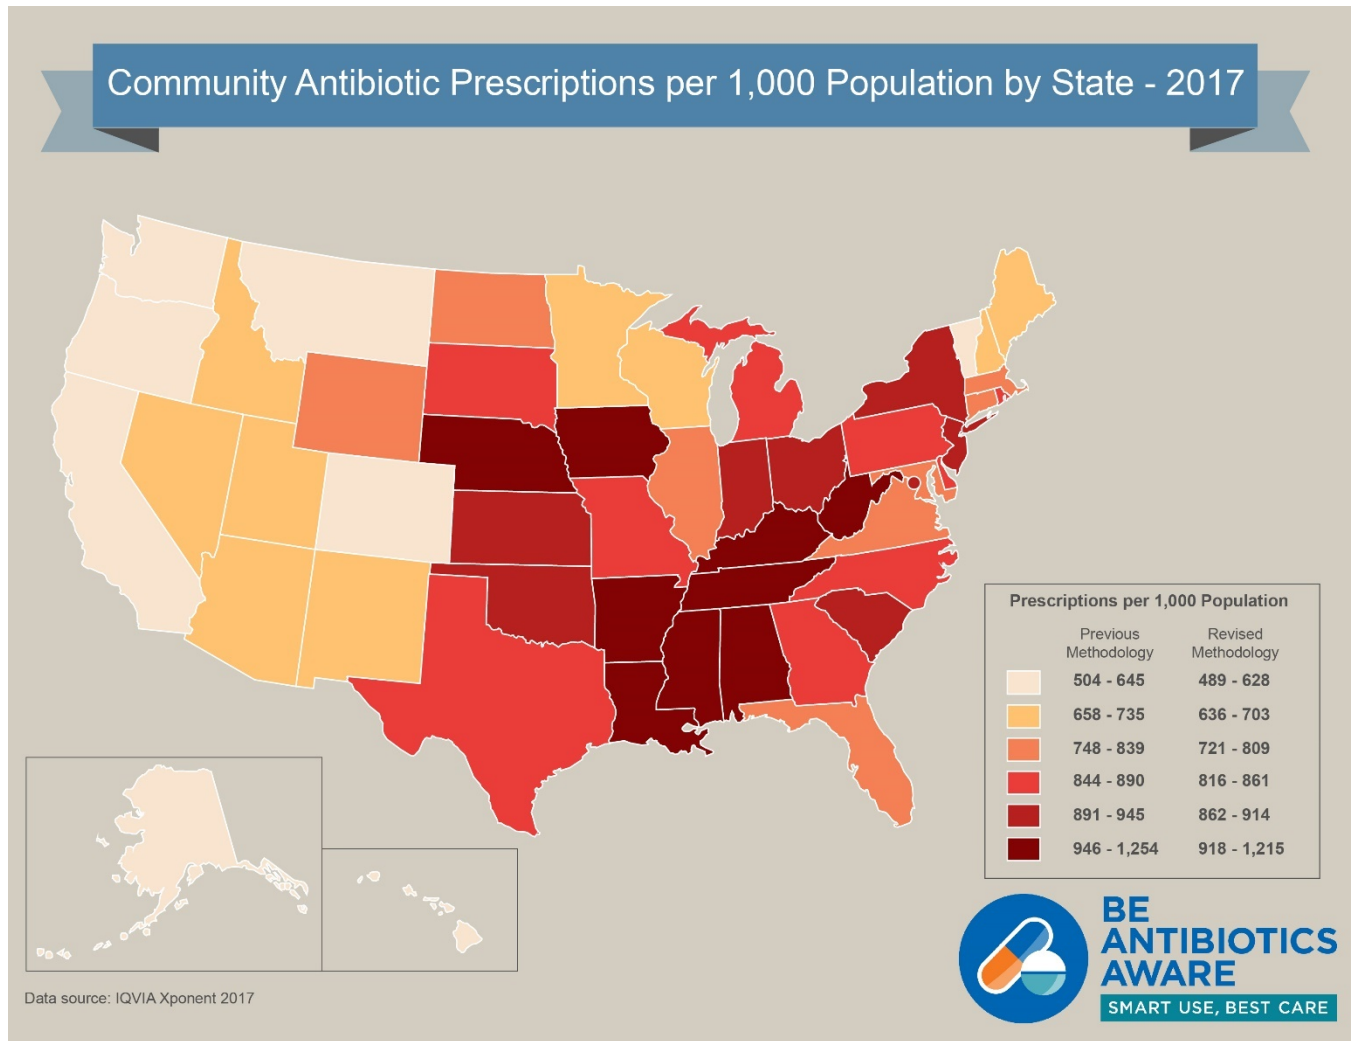 Community Antibiotic Prescriptions per 1,000 Population by State - 2017
Prescriptions per 1,000 Population
Previous Methodology
Revised Methodology
504 - 645 489 - 628
658 - 735 636 - 703
748 - 839 721 - 809
844 - 890 816 - 861
891 - 945 862 - 914
946 - 1,254 918 - 1,215
BE
ANTIBIOTICS
AWARE
SMART USE, BEST CARE
Data source: IQVIA Xponent 2017